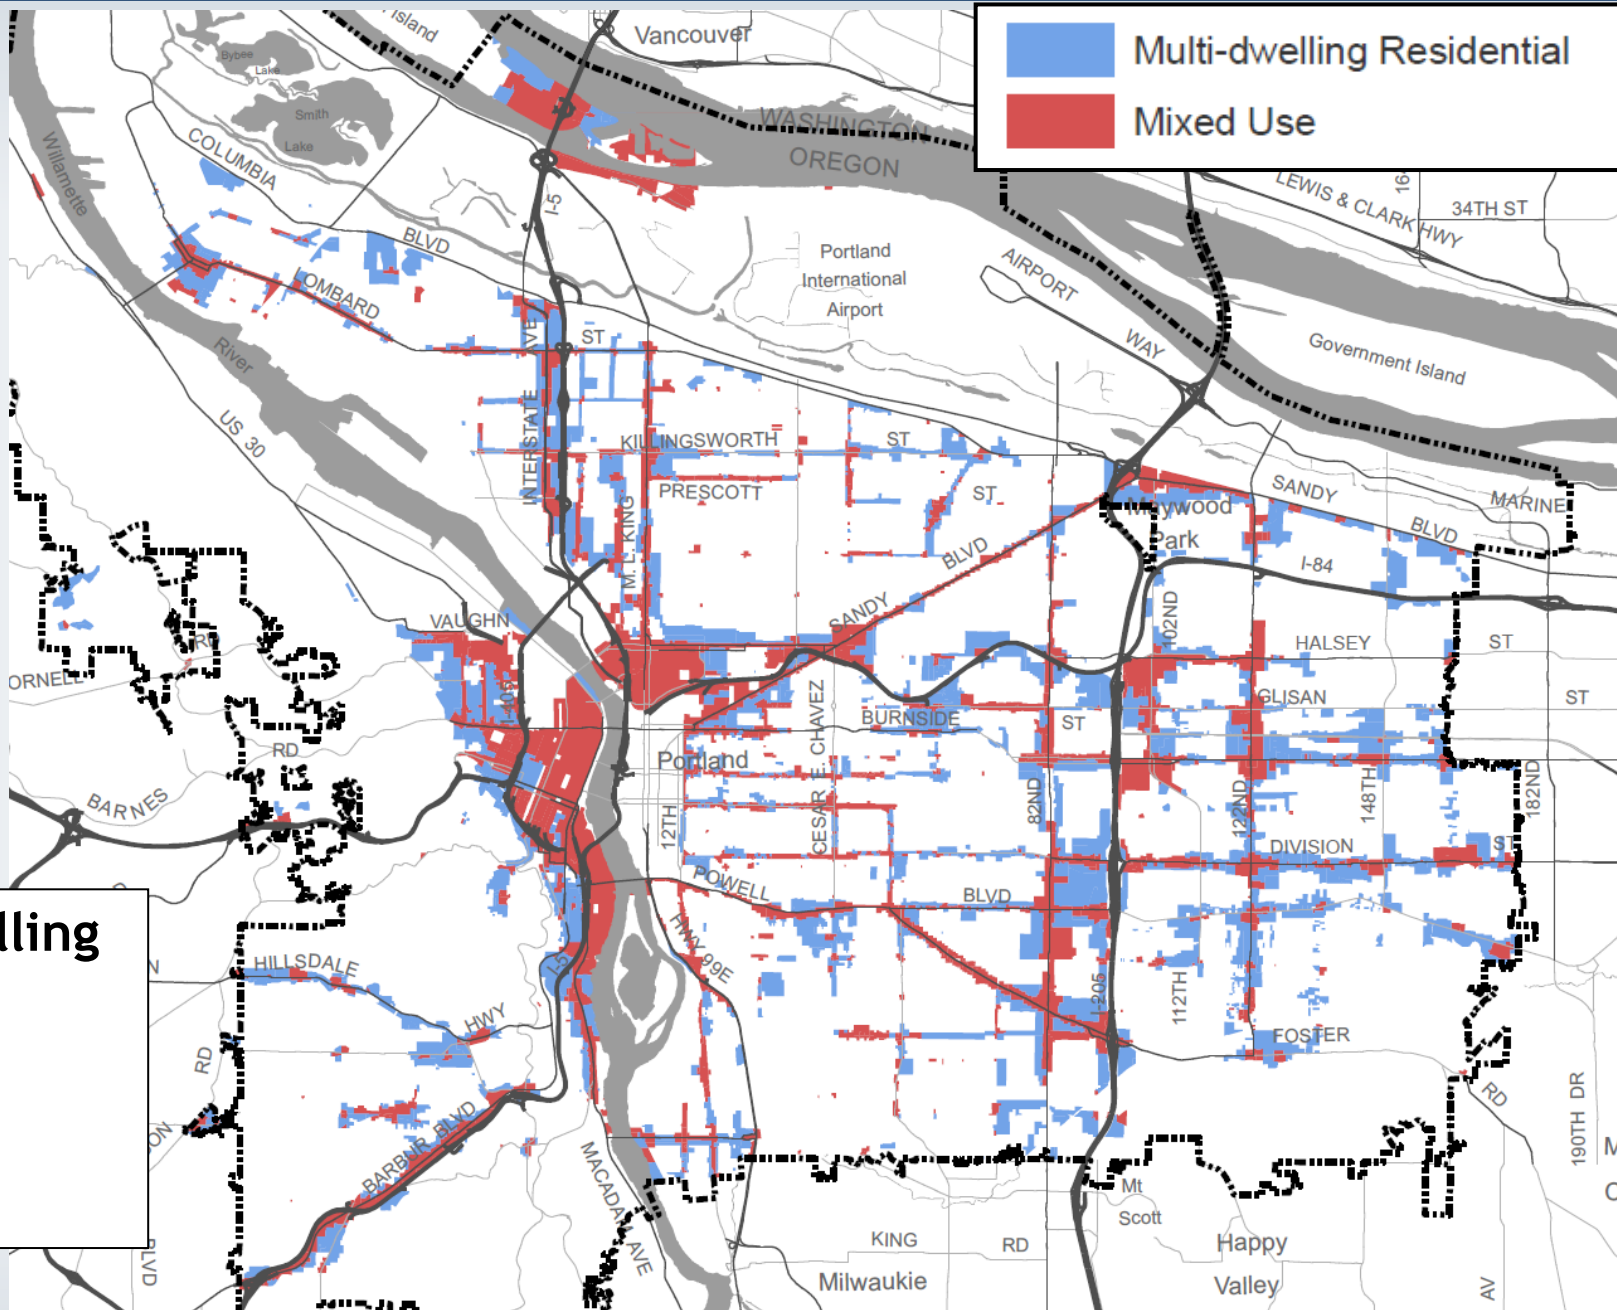 Multi-dwelling Residential
Mixed Use
Island
Vancouver
Bybee
Lake
Smith
Lake
COLUMBIA
Willamette
WASHINGTON
OREGON
LEWIS & CLARK HWY
34TH ST
I-5
BLVD
Portland
International
Airport
AIRPORT
WAY
LOMBARD
River
AVE
ST
Government Island
US 30
INTERSTATE
KILLINGSWORTH
ST
PRESCOTT
ST
SANDY
MARINE
BLVD
Maywood
Park
M. L. KING
BLVD
I-84
VAUGHN
SANDY
102ND
HALSEY
ST
RD
GLISAN
ST
I-405
BURNSIDE
ST
RD
Portland
CESAR E. CHAVEZ
BARNES
12TH
82ND
122ND
148TH
182ND
DIVISION
ST
POWELL
BLVD
lling
HWY 99E
HILLSDALE
N
I-5
HWY
I-205
112TH
FOSTER
RD
RD
190TH DR
BARBUR BLVD
MACADAM AVE
Mt
Scott
KING
RD
Happy
Valley
Milwaukie
BLVD
AV